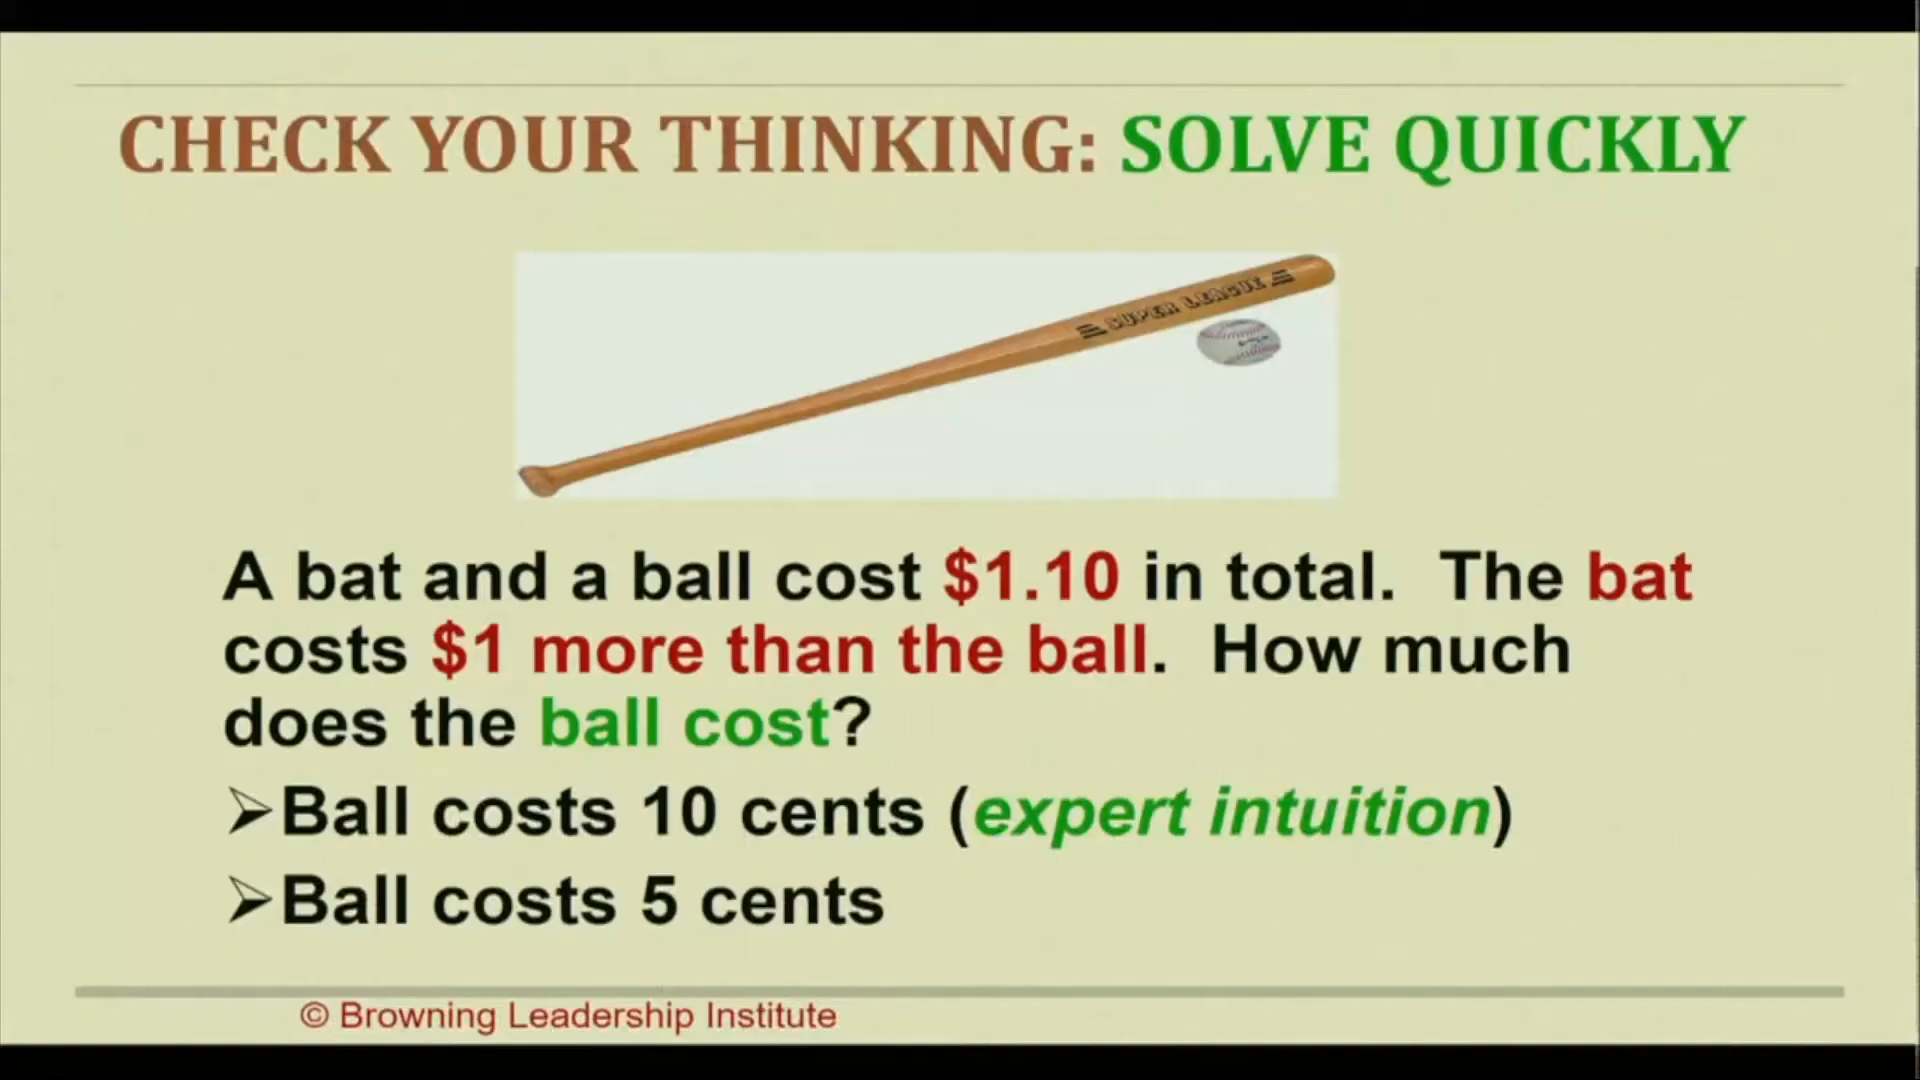 CHECK YOUR THINKING: SOLVE QUICKLY
SUPER LEAGUE
A bat and a ball cost $1.10 in total. The bat
costs $1 more than the ball. How much
does the ball cost?
➢Ball costs 10 cents (expert intuition)
➢Ball costs 5 cents
© Browning Leadership Institute